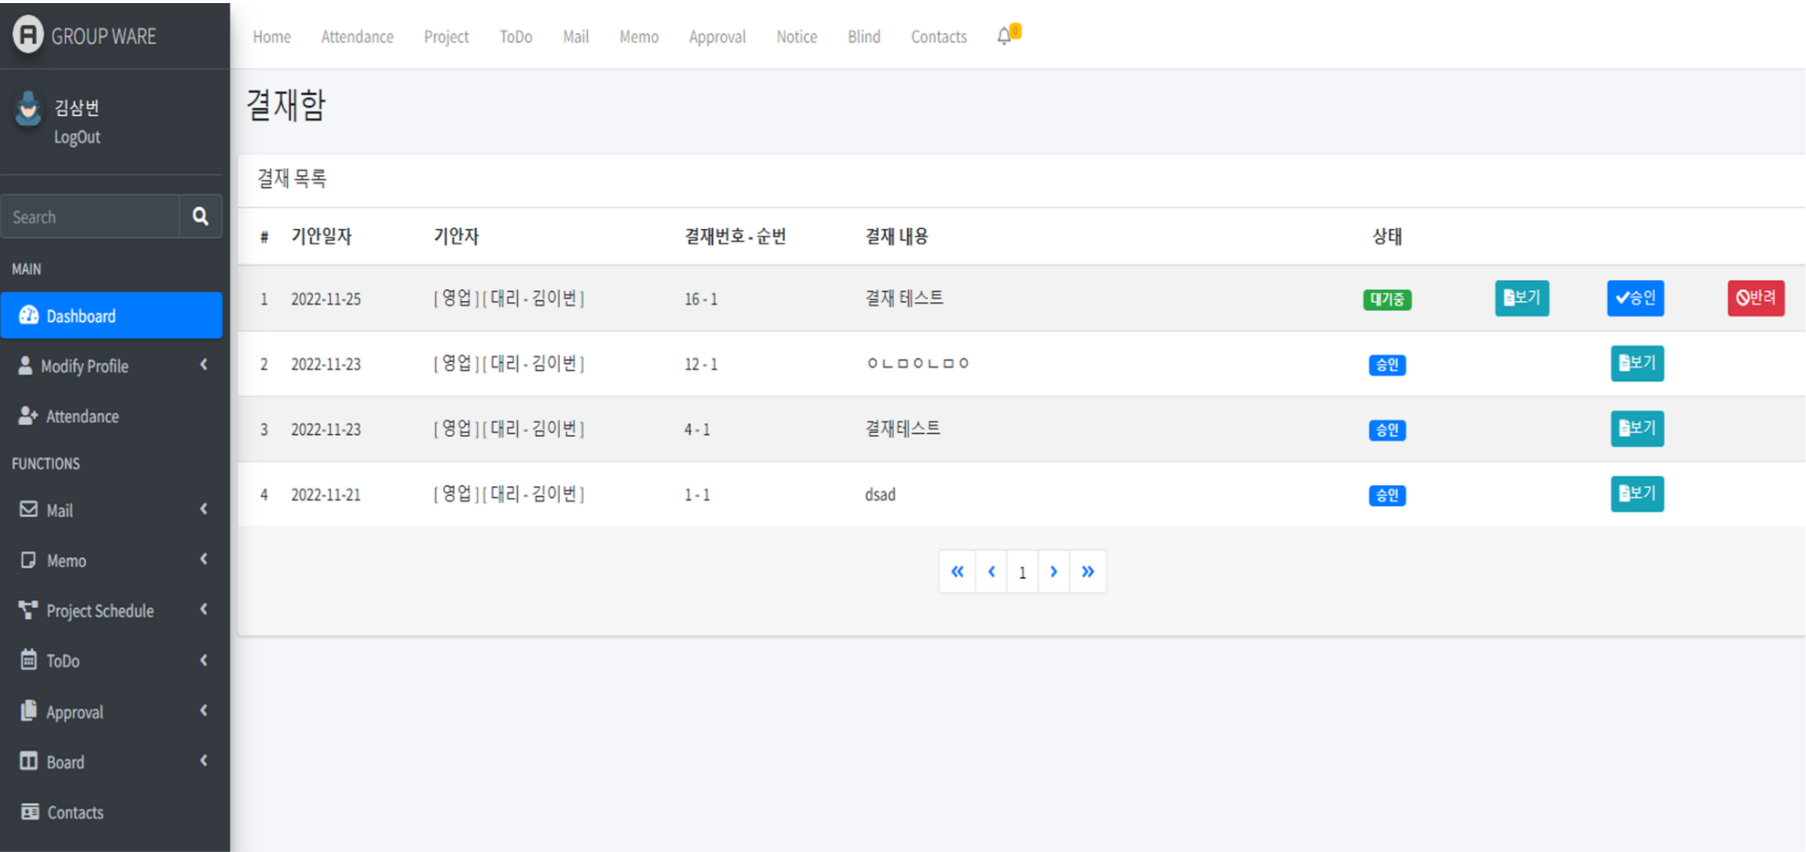 GROUP WARE
Home Attendance Project ToDo Mail Memo Approval Notice Blind Contacts 0
김삼번
LogOut
Search
MAIN
Dashboard
Modify Profile
Attendance
FUNCTIONS
Mail
Memo
Project Schedule
ToDo
Approval
Board
Contacts
결재함
결재 목록
# 기안일자 기안자 결재번호 - 순번 결재 내용 상태
1 2022-11-25 [ 영업 ] [ 대리 - 김이번 ] 16 - 1 결재 테스트 대기중 보기 승인 반려
2 2022-11-23 [ 영업 ] [ 대리 - 김이번 ] 12 - 1 ㅇㄴㅁㅇㄴㅁㅇ 승인 보기
3 2022-11-23 [ 영업 ] [ 대리 - 김이번 ] 4 - 1 결재테스트 승인 보기
4 2022-11-21 [ 영업 ] [ 대리 - 김이번 ] 1 - 1 dsad 승인 보기
« ‹ 1 › »